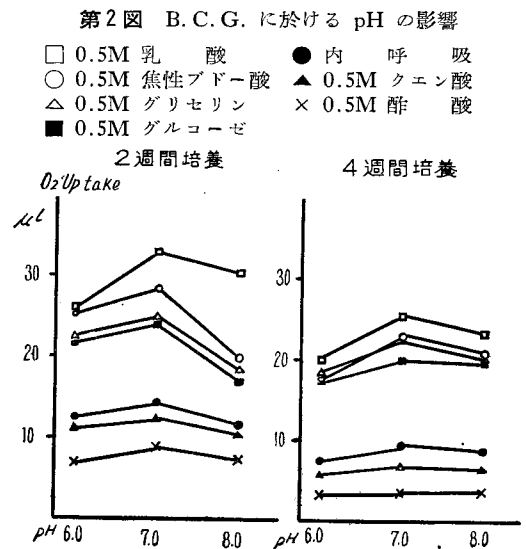 第2図 B.C.G. に於ける pH の影響
□ 0.5M 乳酸 ● 内呼吸
○ 0.5M 焦性ブドー酸 ▲ 0.5M クエン酸
△ 0.5M グリセリン × 0.5M 酢酸
■ 0.5M グルコーゼ
2週間培養 4週間培養
O2 Uptake
μl
30 30
20 20
10 10
pH 6.0 7.0 8.0 pH 6.0 7.0 8.0